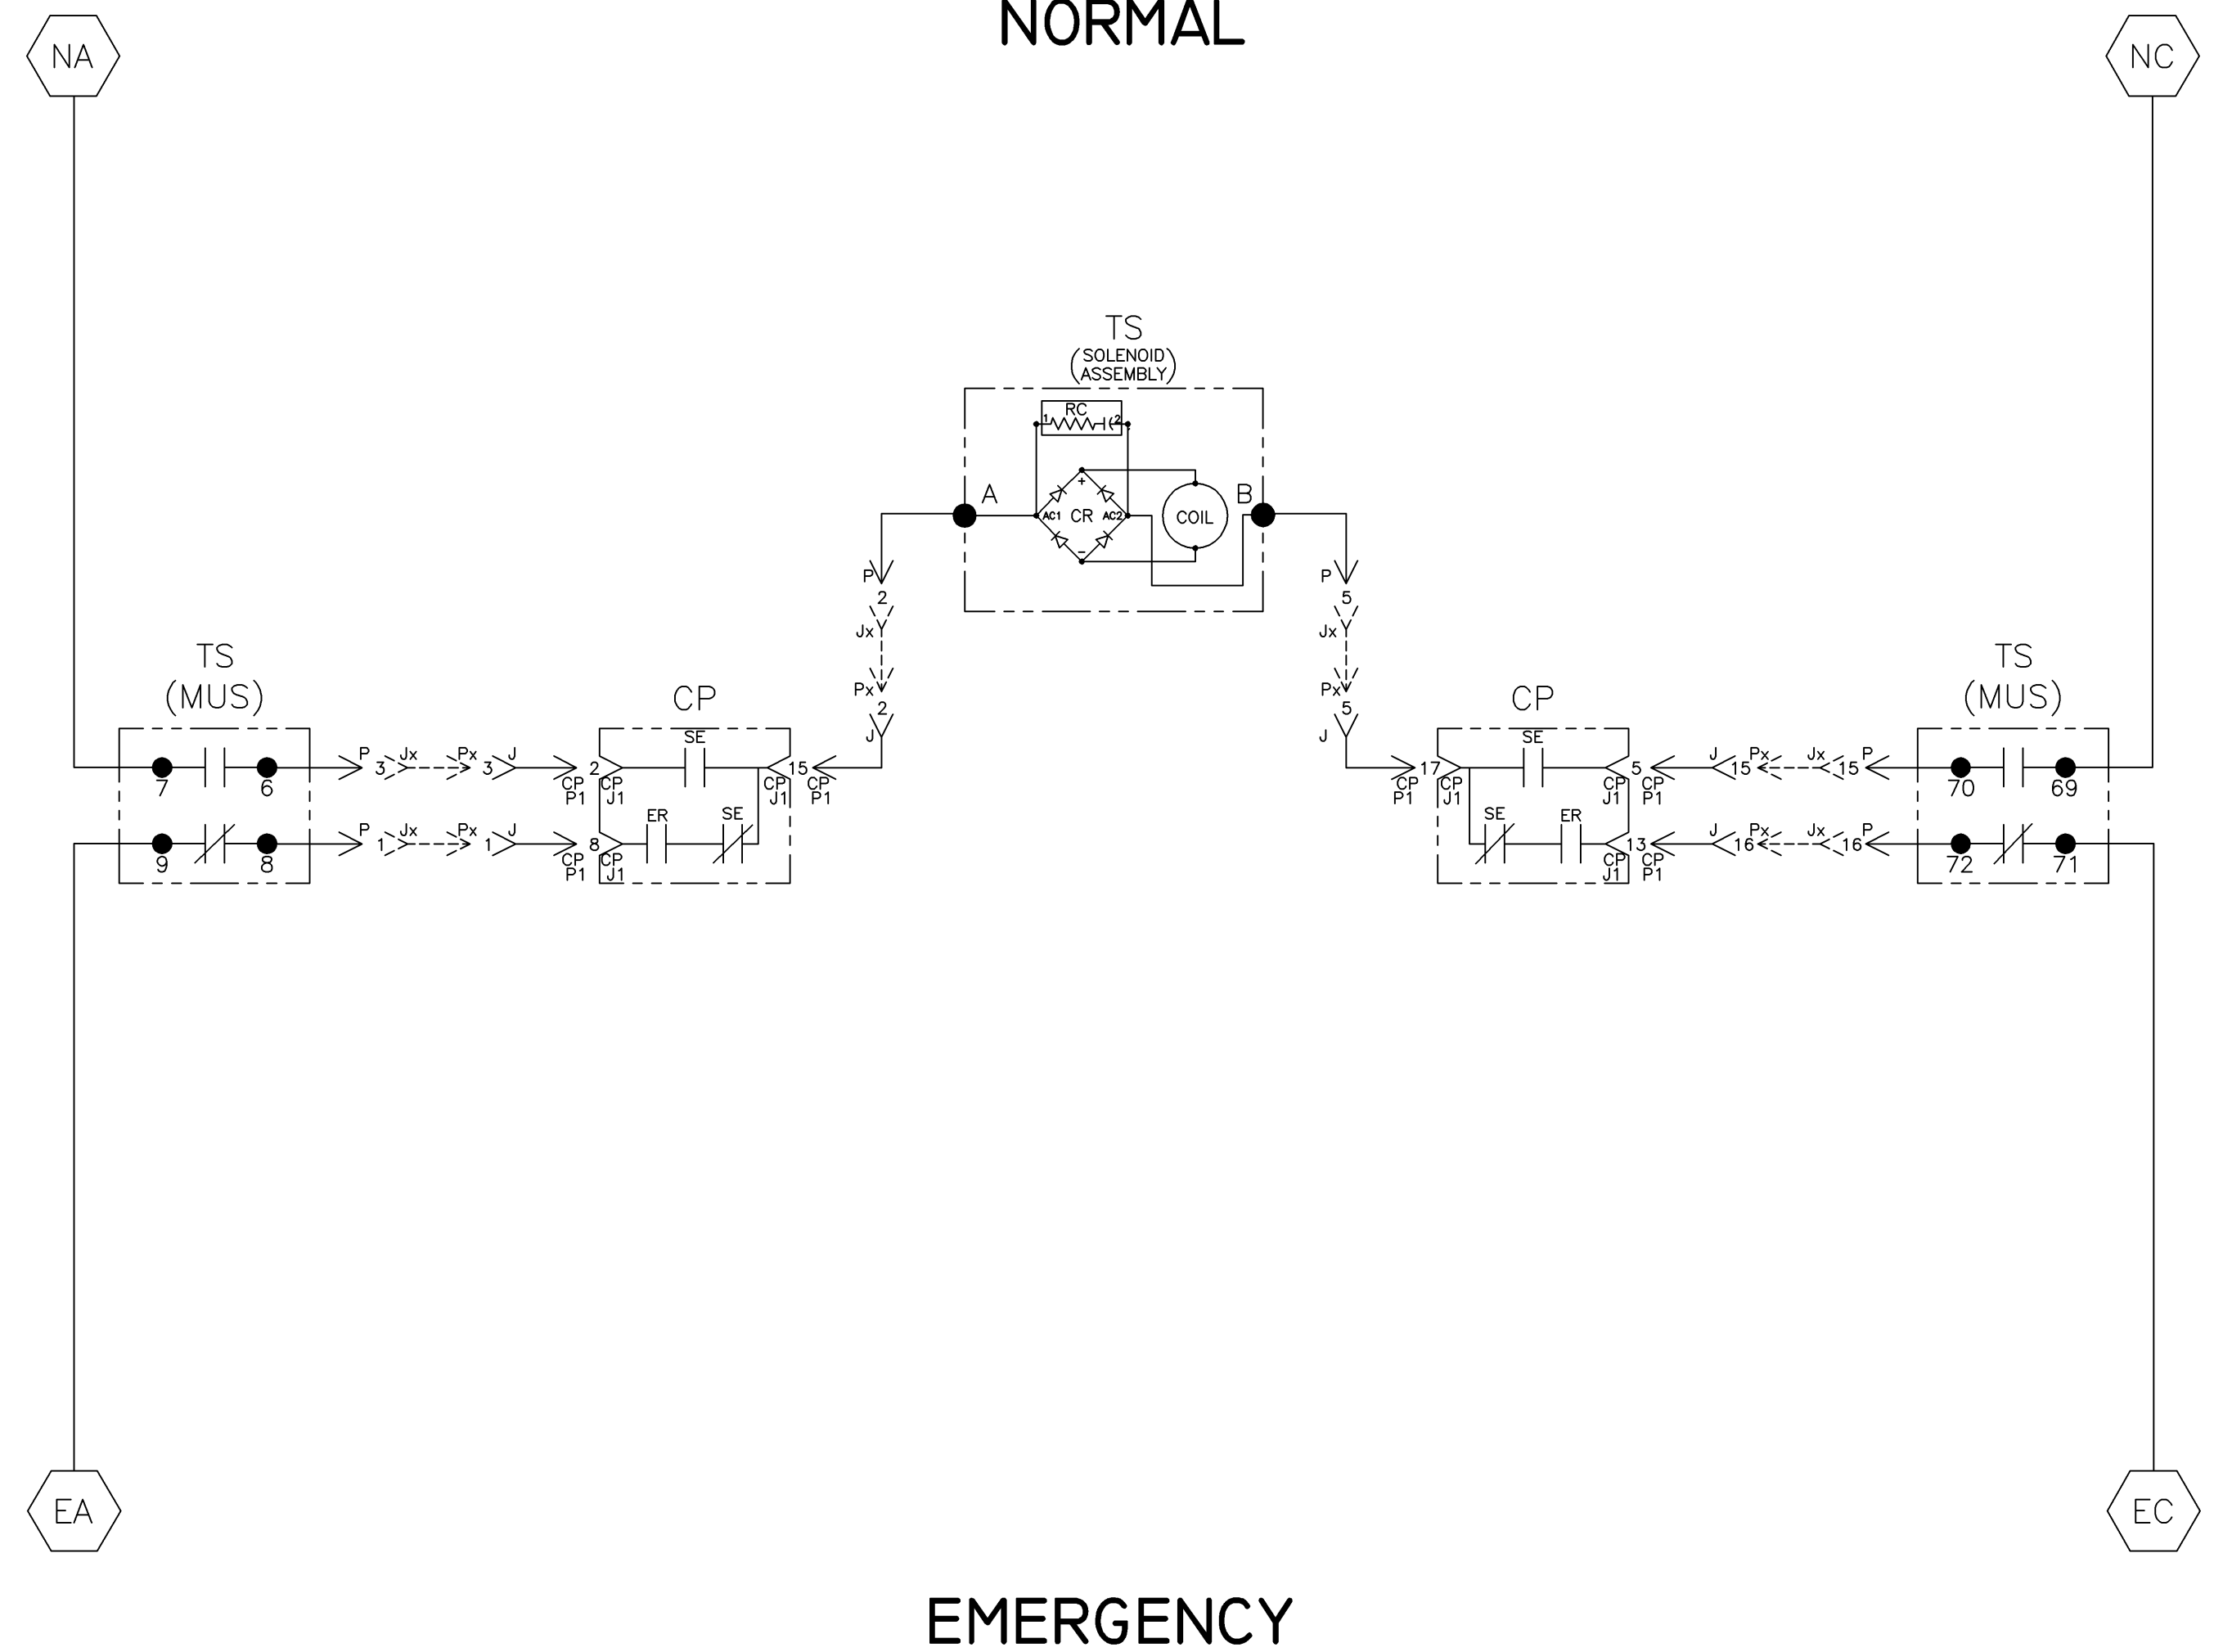 NORMAL
NA
NC
TS
(SOLENOID
ASSEMBLY)
RC
1
2
A
B
+
AC1
CR
AC2
COIL
−
P
2
Jx
Px
2
J
P
5
Jx
Px
5
J
TS
(MUS)
7
6
9
8
P
3
Jx
Px
3
J
P
1
Jx
Px
1
J
CP
SE
2
CP
P1
CP
J1
15
CP
J1
CP
P1
ER
SE
8
CP
P1
CP
J1
CP
SE
17
CP
P1
CP
J1
5
CP
J1
CP
P1
SE
ER
13
CP
J1
CP
P1
J
15
Px
Jx
15
P
J
16
Px
Jx
16
P
TS
(MUS)
70
69
72
71
EA
EC
EMERGENCY